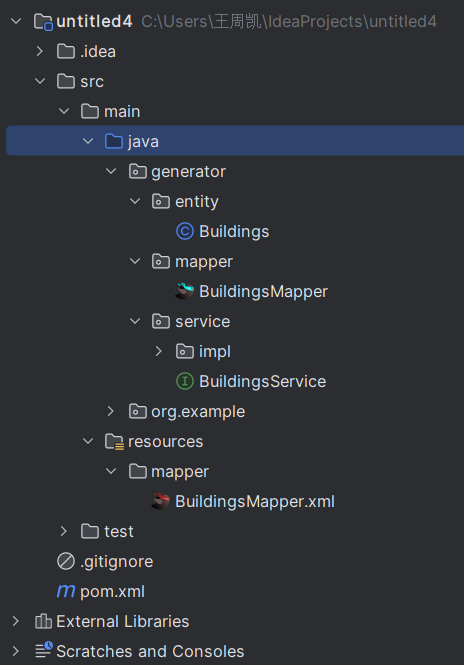 untitled4 C:\Users\王周凯\IdeaProjects\untitled4
.idea
src
main
java
generator
entity
Buildings
mapper
BuildingsMapper
service
impl
BuildingsService
org.example
resources
mapper
BuildingsMapper.xml
test
.gitignore
pom.xml
External Libraries
Scratches and Consoles